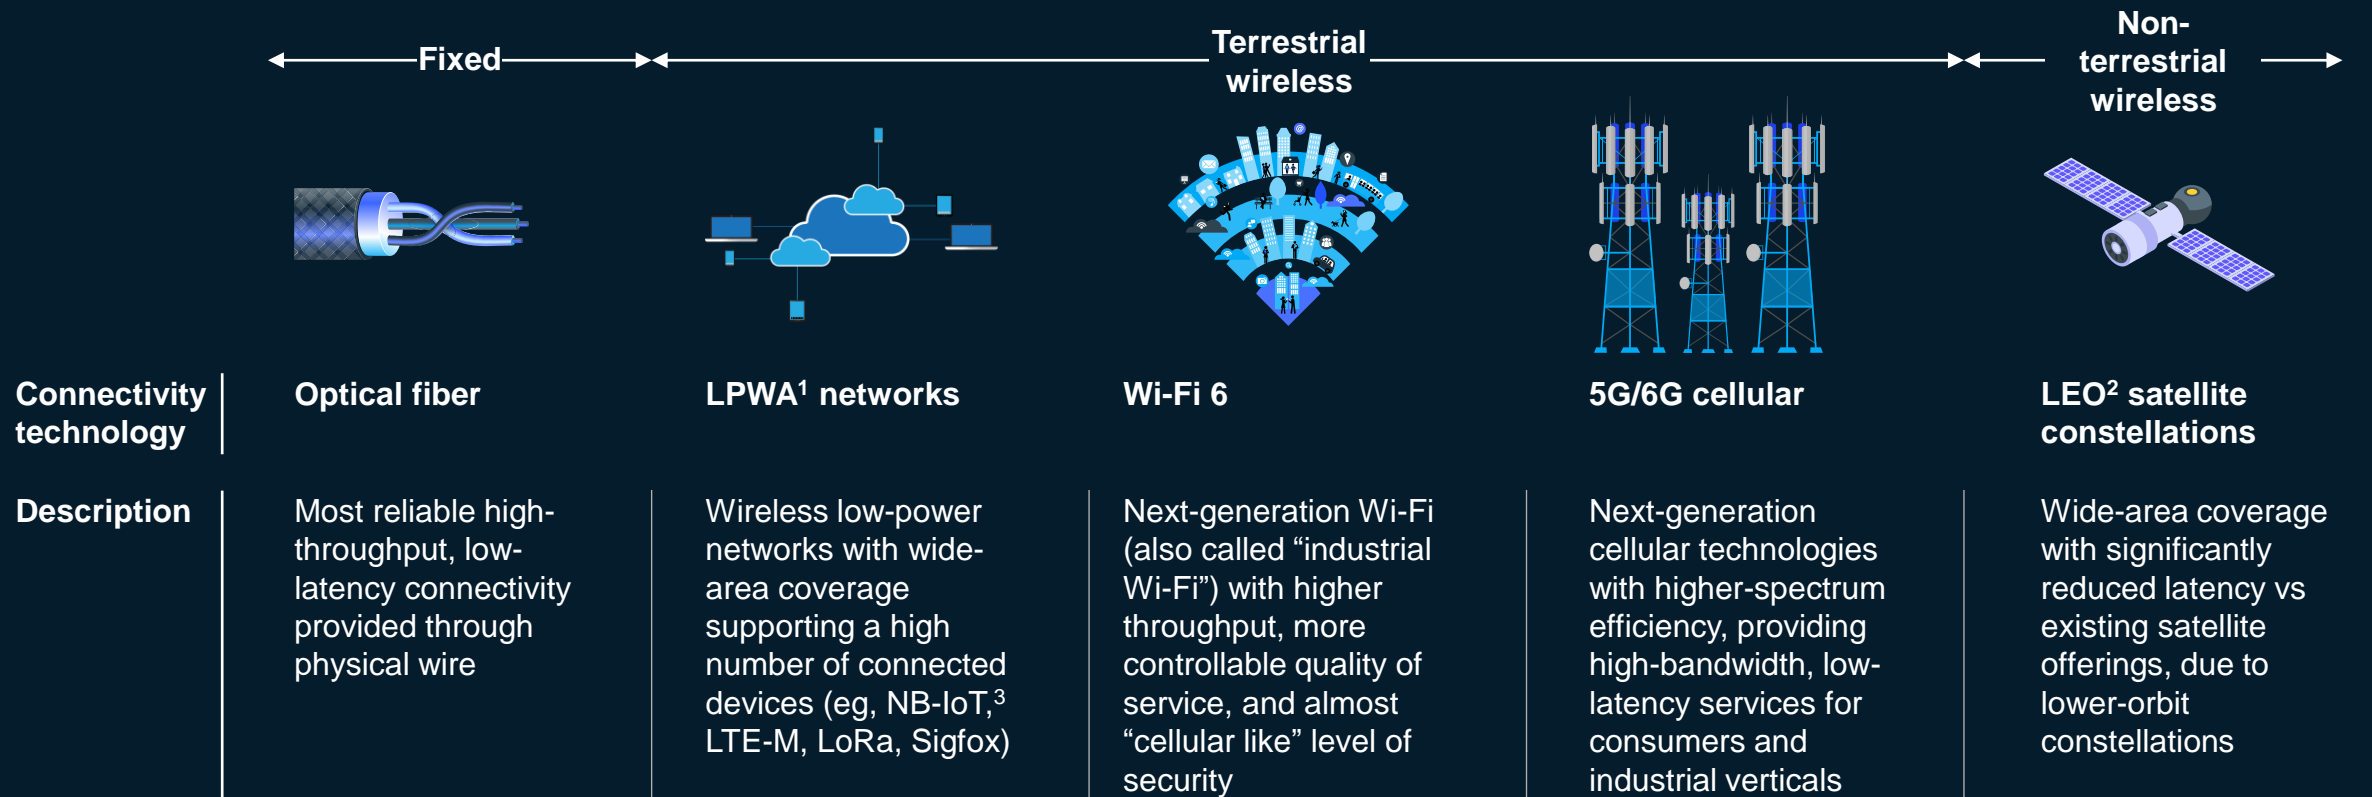 Fixed
Terrestrial
wireless
Non-
terrestrial
wireless
Connectivity
technology
Optical fiber
LPWA¹ networks
Wi-Fi 6
5G/6G cellular
LEO² satellite
constellations
Description
Most reliable high-
throughput, low-
latency connectivity
provided through
physical wire
Wireless low-power
networks with wide-
area coverage
supporting a high
number of connected
devices (eg, NB-IoT,³
LTE-M, LoRa, Sigfox)
Next-generation Wi-Fi
(also called “industrial
Wi-Fi”) with higher
throughput, more
controllable quality of
service, and almost
“cellular like” level of
security
Next-generation
cellular technologies
with higher-spectrum
efficiency, providing
high-bandwidth, low-
latency services for
consumers and
industrial verticals
Wide-area coverage
with significantly
reduced latency vs
existing satellite
offerings, due to
lower-orbit
constellations